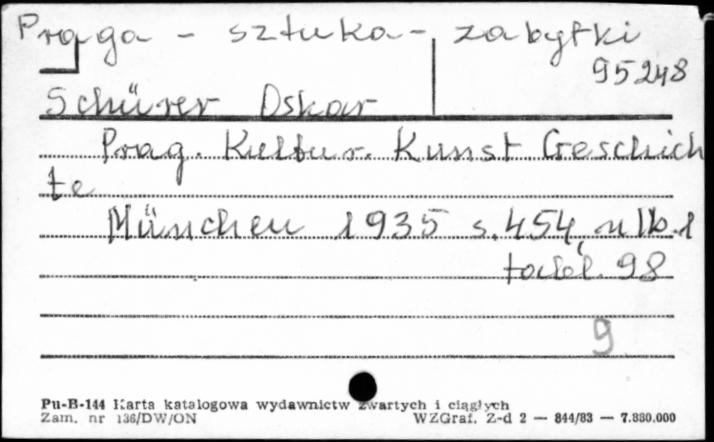 Praga - sztuka - zabytki
95248
Schürer Oskar
Prag. Kultur. Kunst Geschich
te
München 1935 s. 454, nlb. 1
tabl. 98
9
Pu-B-144 Karta katalogowa wydawnictw zwartych i ciągłych
Zam. nr 136/DW/ON WZGraf. Z-d 2 — 844/83 — 7.880.000